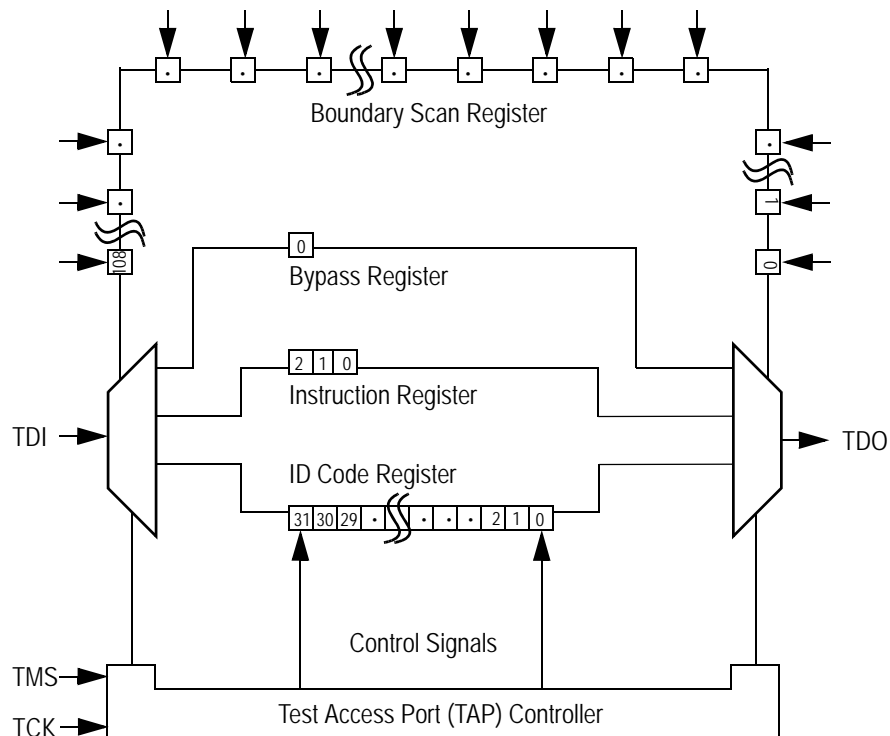 Boundary Scan Register
108
1
0
0
Bypass Register
2 1 0
Instruction Register
TDI
TDO
ID Code Register
31 30 29 . . . . 2 1 0
Control Signals
TMS
Test Access Port (TAP) Controller
TCK